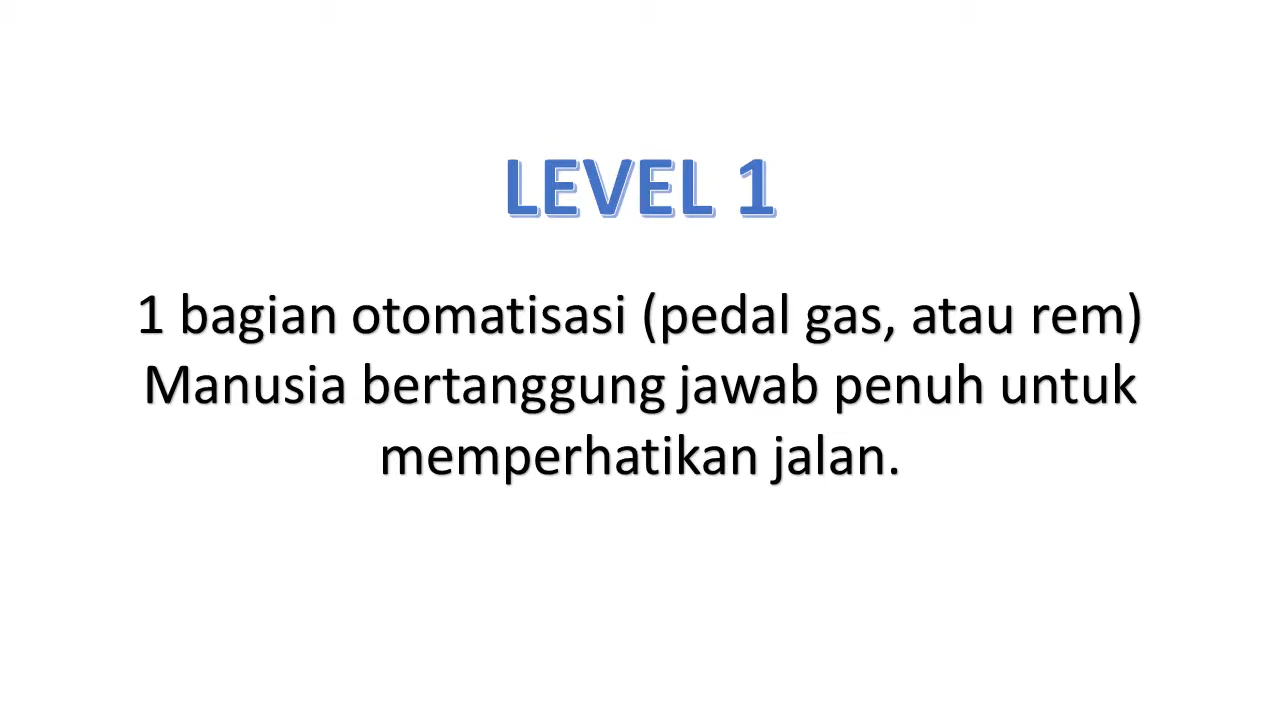 LEVEL 1
1 bagian otomatisasi (pedal gas, atau rem)
Manusia bertanggung jawab penuh untuk
memperhatikan jalan.